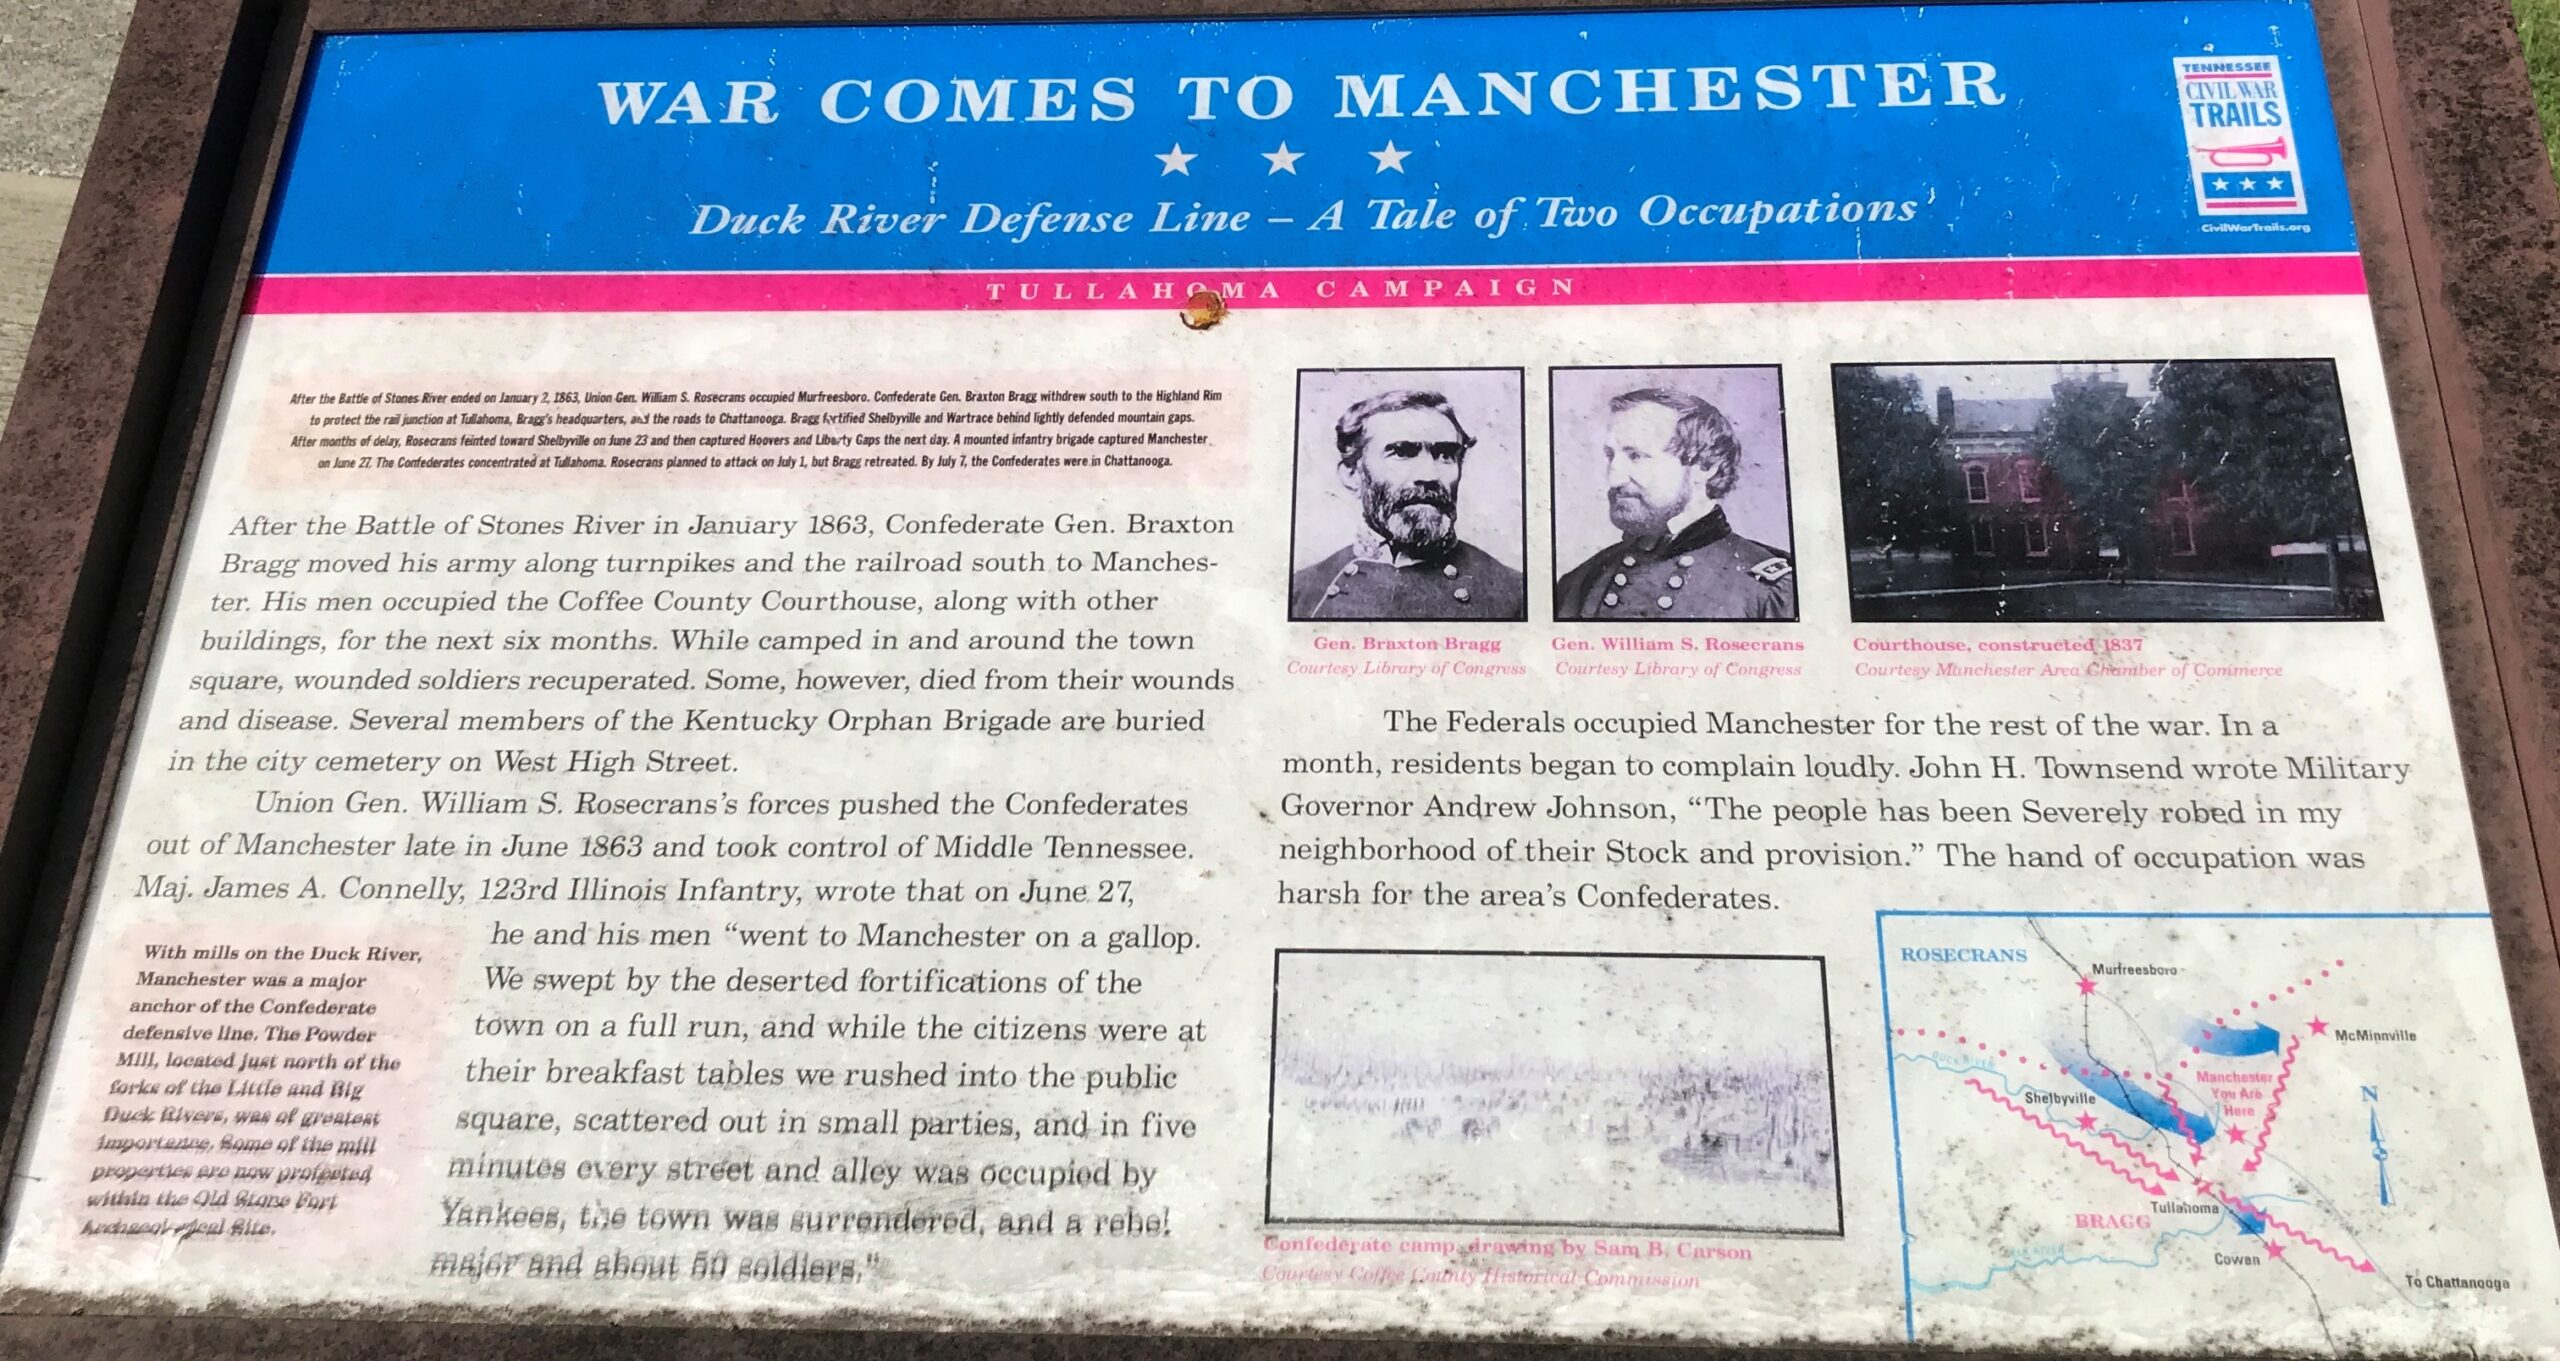 WAR COMES TO MANCHESTER
Duck River Defense Line – A Tale of Two Occupations
TENNESSEE
CIVIL WAR
TRAILS
CivilWarTrails.org
TULLAHOMA CAMPAIGN
After the Battle of Stones River ended on January 2, 1863, Union Gen. William S. Rosecrans occupied Murfreesboro. Confederate Gen. Braxton Bragg withdrew south to the Highland Rim
to protect the rail junction at Tullahoma, Bragg's headquarters, and the roads to Chattanooga. Bragg fortified Shelbyville and Wartrace behind lightly defended mountain gaps.
After months of delay, Rosecrans feinted toward Shelbyville on June 23 and then captured Hoovers and Liberty Gaps the next day. A mounted infantry brigade captured Manchester
on June 27. The Confederates concentrated at Tullahoma. Rosecrans planned to attack on July 1, but Bragg retreated. By July 7, the Confederates were in Chattanooga.
After the Battle of Stones River in January 1863, Confederate Gen. Braxton
Bragg moved his army along turnpikes and the railroad south to Manches-
ter. His men occupied the Coffee County Courthouse, along with other
buildings, for the next six months. While camped in and around the town
square, wounded soldiers recuperated. Some, however, died from their wounds
and disease. Several members of the Kentucky Orphan Brigade are buried
in the city cemetery on West High Street.
Union Gen. William S. Rosecrans's forces pushed the Confederates
out of Manchester late in June 1863 and took control of Middle Tennessee.
Maj. James A. Connelly, 123rd Illinois Infantry, wrote that on June 27,
he and his men “went to Manchester on a gallop.
We swept by the deserted fortifications of the
town on a full run, and while the citizens were at
their breakfast tables we rushed into the public
square, scattered out in small parties, and in five
minutes every street and alley was occupied by
Yankees, the town was surrendered, and a rebel
major and about 50 soldiers."
With mills on the Duck River,
Manchester was a major
anchor of the Confederate
defensive line. The Powder
Mill, located just north of the
forks of the Little and Big
Duck Rivers, was of greatest
importance. Some of the mill
properties are now protected
within the Old Stone Fort
Archaeological Site.
Gen. Braxton Bragg
Courtesy Library of Congress
Gen. William S. Rosecrans
Courtesy Library of Congress
Courthouse, constructed 1837
Courtesy Manchester Area Chamber of Commerce
The Federals occupied Manchester for the rest of the war. In a
month, residents began to complain loudly. John H. Townsend wrote Military
Governor Andrew Johnson, “The people has been Severely robed in my
neighborhood of their Stock and provision.” The hand of occupation was
harsh for the area's Confederates.
Confederate camp, drawing by Sam B. Carson
Courtesy Coffee County Historical Commission
ROSECRANS
Murfreesboro
McMinnville
DUCK RIVER
Manchester
You Are
Here
Shelbyville
N
Tullahoma
BRAGG
RIVER
Cowan
To Chattanooga